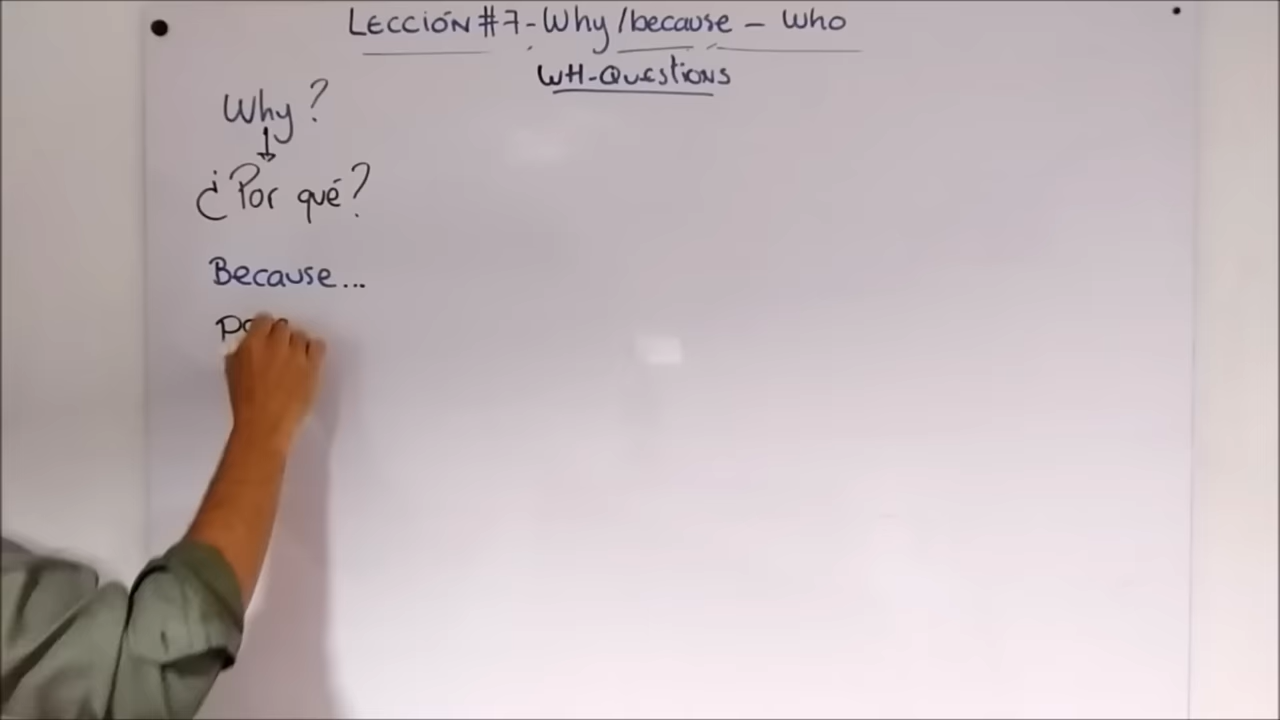 LECCIÓN #7 - Why /because - WHO
WH-QUESTIONS
Why?
¿Por qué?
Because...